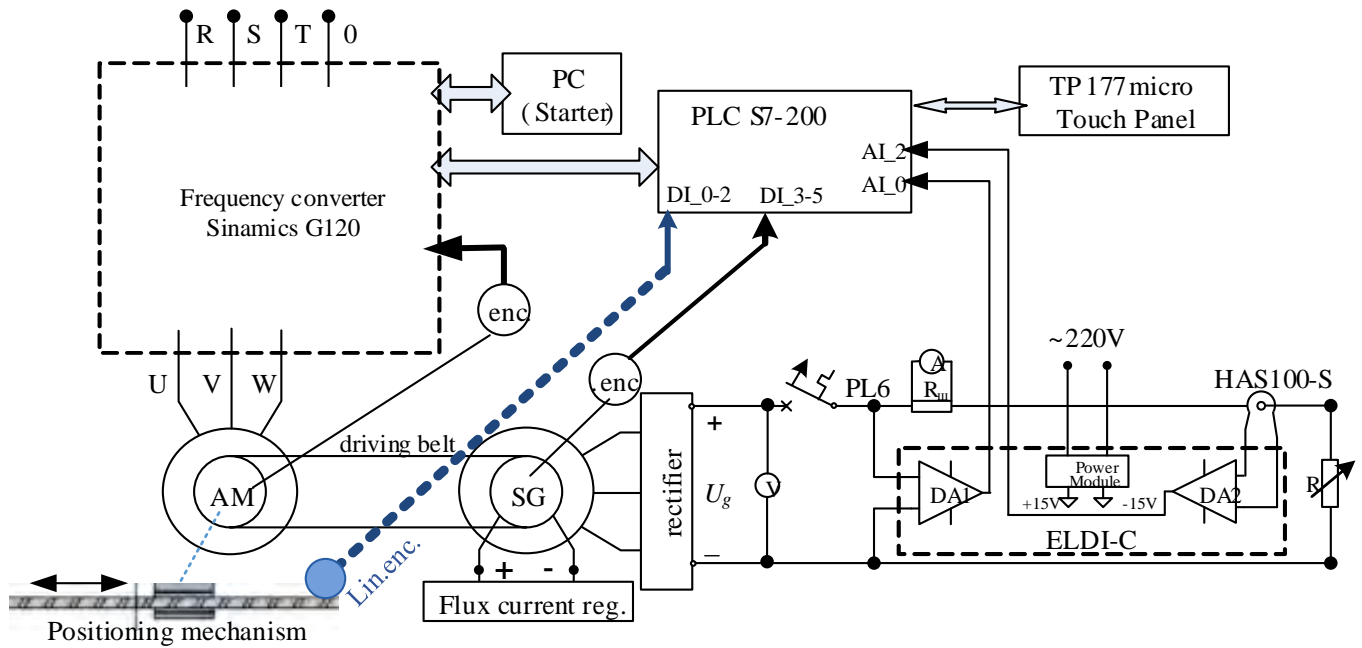 R S T 0
PC
( Starter)
TP 177 micro
Touch Panel
PLC S7-200
AI_2
AI_0
DI_0-2 DI_3-5
Frequency converter
Sinamics G120
enc.
~220V
.enc
U V W
PL6
A
Rш
HAS100-S
driving belt
+
rectifier
Ug
V
AM
SG
DA1
Power
Module
+15V -15V
DA2
R
ELDI-C
Lin.enc.
+ -
–
Flux current reg.
Positioning mechanism